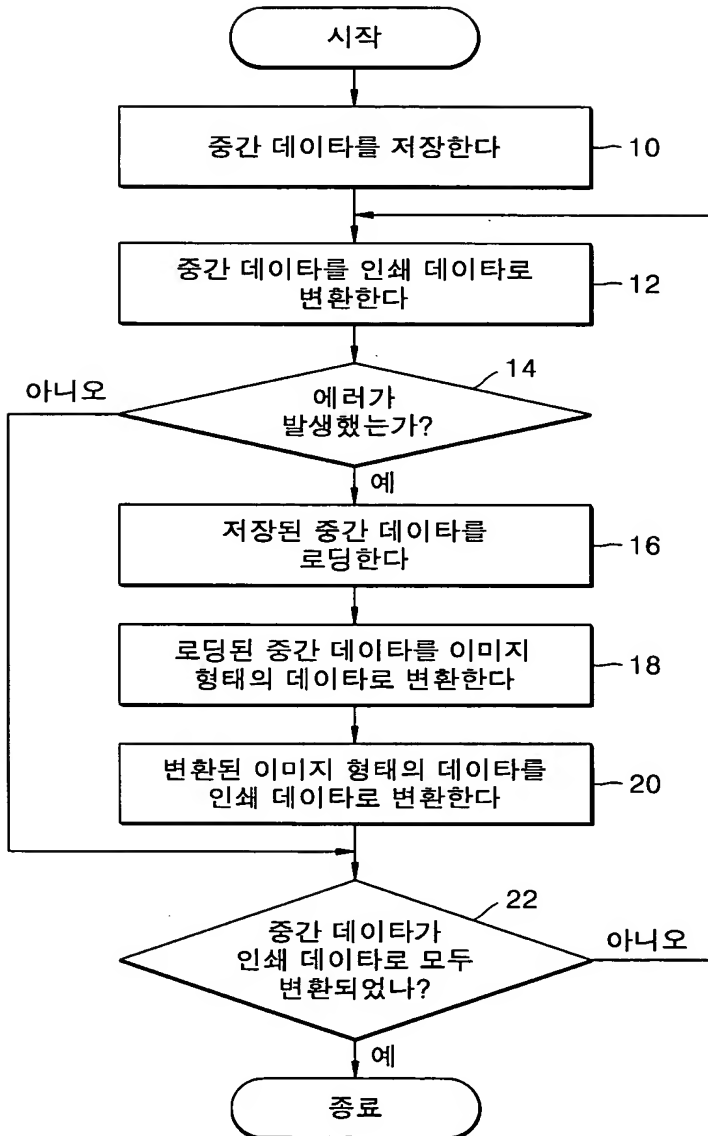 시작
중간 데이타를 저장한다
10
중간 데이타를 인쇄 데이타로
변환한다
12
14
아니오
에러가
발생했는가?
예
저장된 중간 데이타를
로딩한다
16
로딩된 중간 데이타를 이미지
형태의 데이타로 변환한다
18
변환된 이미지 형태의 데이타를
인쇄 데이타로 변환한다
20
22
중간 데이타가
인쇄 데이타로 모두
변환되었나?
아니오
예
종료